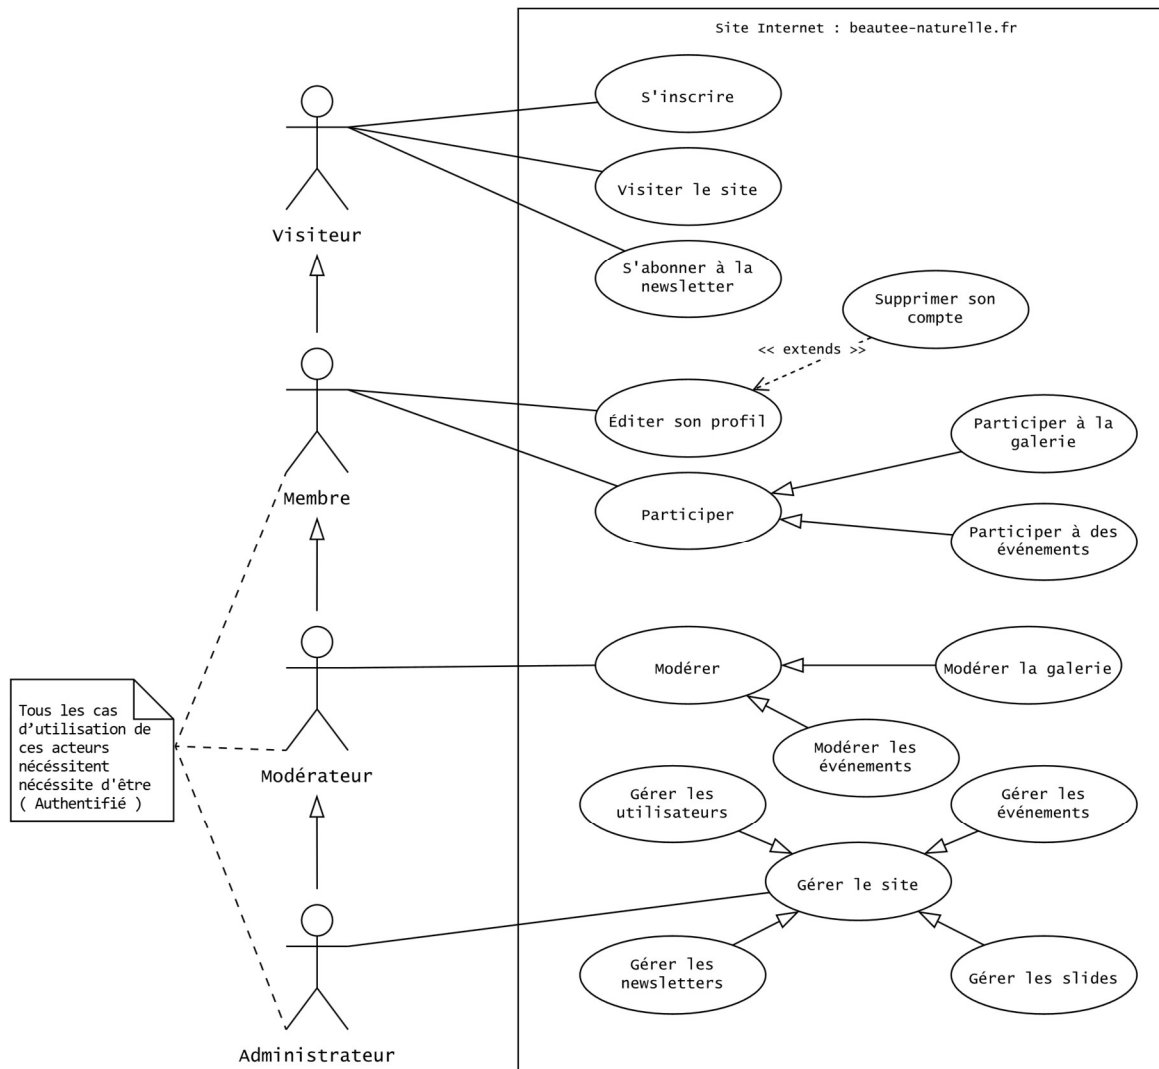 Site Internet : beautee-naturelle.fr
S'inscrire
Visiter le site
Visiteur
S'abonner à la
newsletter
Supprimer son
compte
<< extends >>
Éditer son profil
Participer à la
galerie
Membre
Participer
Participer à des
événements
Modérer
Modérer la galerie
Tous les cas
d’utilisation de
ces acteurs
nécéssitent
nécéssite d'être
( Authentifié )
Modérateur
Modérer les
événements
Gérer les
utilisateurs
Gérer les
événements
Gérer le site
Gérer les
newsletters
Gérer les slides
Administrateur